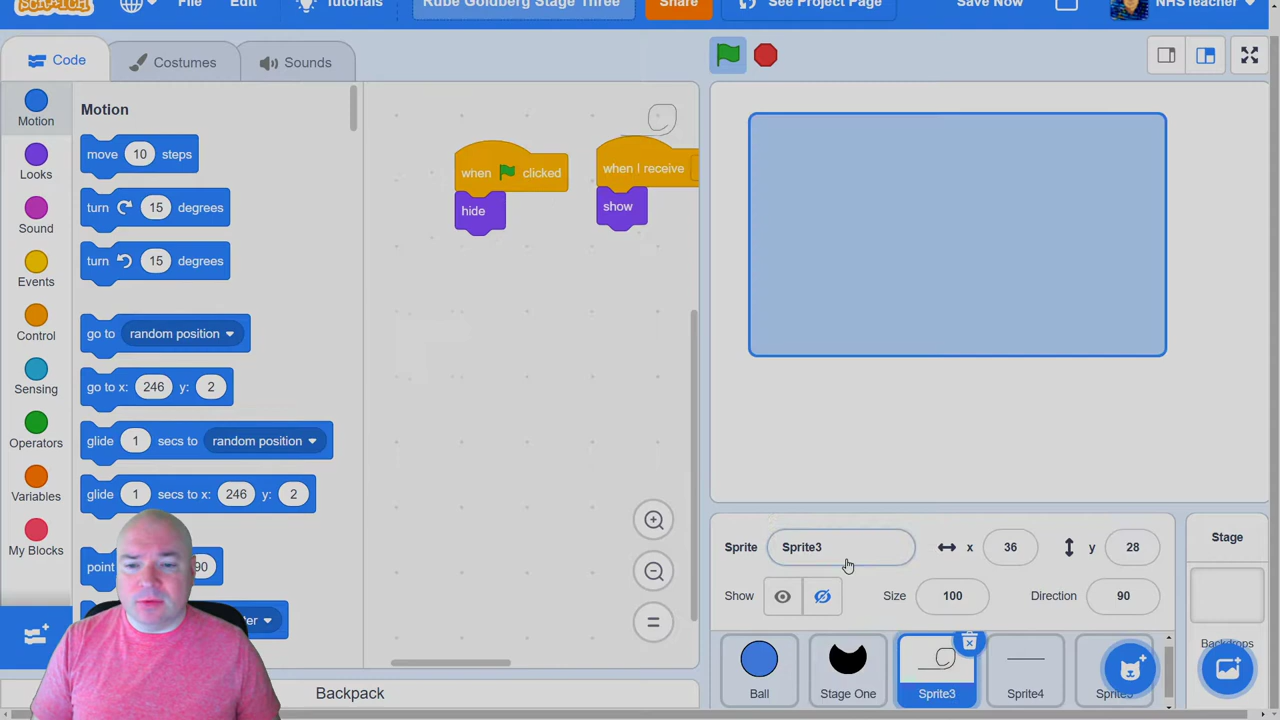 SCRATCH File Edit Tutorials Rube Goldberg Stage Three Share See Project Page Save Now NHSTeacher
Code Costumes Sounds
Motion
Looks
Sound
Events
Control
Sensing
Operators
Variables
My Blocks
Motion
move 10 steps
turn 15 degrees
turn 15 degrees
go to random position
go to x: 246 y: 2
glide 1 secs to random position
glide 1 secs to x: 246 y: 2
point 90
when clicked
hide
when I receive
show
Backpack
Sprite Sprite3 x 36 y 28
Show Size 100 Direction 90
Ball Stage One Sprite3 Sprite4
Stage
Backdrops